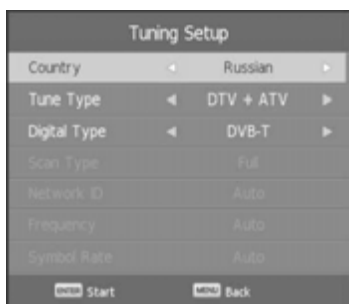 Tuning Setup
Country ◄ Russian ►
Tune Type ◄ DTV + ATV ►
Digital Type ◄ DVB-T ►
Scan Type Full
Network ID Auto
Frequency Auto
Symbol Rate Auto
ENTER Start MENU Back